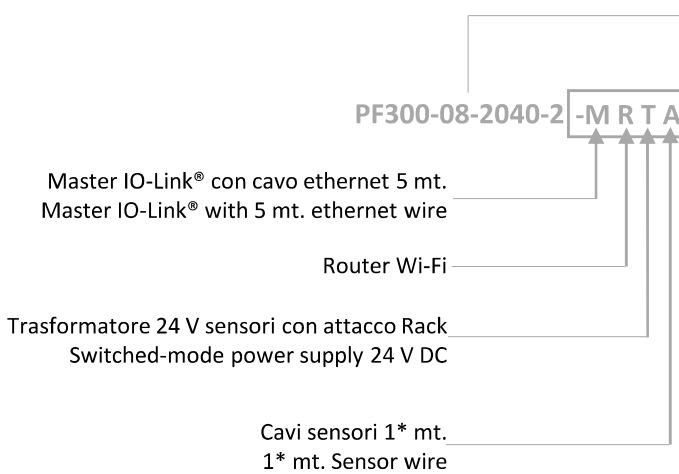 PF300-08-2040-2 -M R T A
Master IO-Link® con cavo ethernet 5 mt.
Master IO-Link® with 5 mt. ethernet wire
Router Wi-Fi
Trasformatore 24 V sensori con attacco Rack
Switched-mode power supply 24 V DC
Cavi sensori 1* mt.
1* mt. Sensor wire